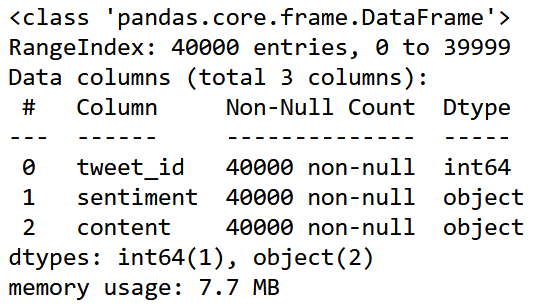 <class 'pandas.core.frame.DataFrame'>
RangeIndex: 40000 entries, 0 to 39999
Data columns (total 3 columns):
 #   Column     Non-Null Count  Dtype
---  ------     --------------  -----
 0   tweet_id   40000 non-null  int64
 1   sentiment  40000 non-null  object
 2   content    40000 non-null  object
dtypes: int64(1), object(2)
memory usage: 7.7 MB